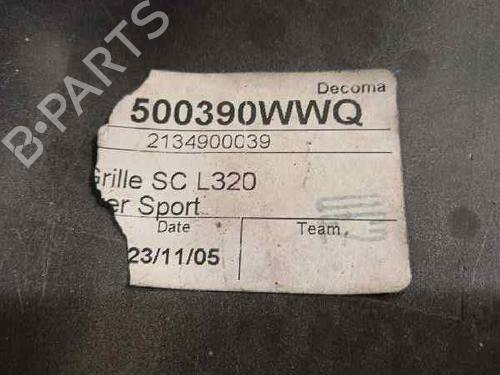 B-PARTS
Decoma
500390WWQ
2134900039
Grille SC L320
er Sport
Date
Team
23/11/05